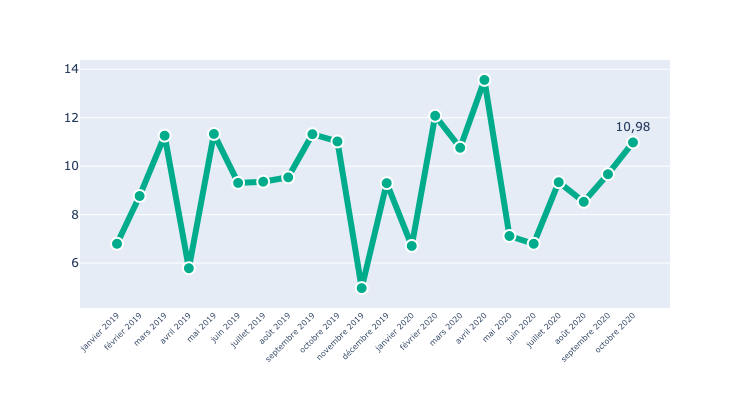 14
12
10
8
6
10,98
janvier 2019
février 2019
mars 2019
avril 2019
mai 2019
juin 2019
juillet 2019
août 2019
septembre 2019
octobre 2019
novembre 2019
décembre 2019
janvier 2020
février 2020
mars 2020
avril 2020
mai 2020
juin 2020
juillet 2020
août 2020
septembre 2020
octobre 2020